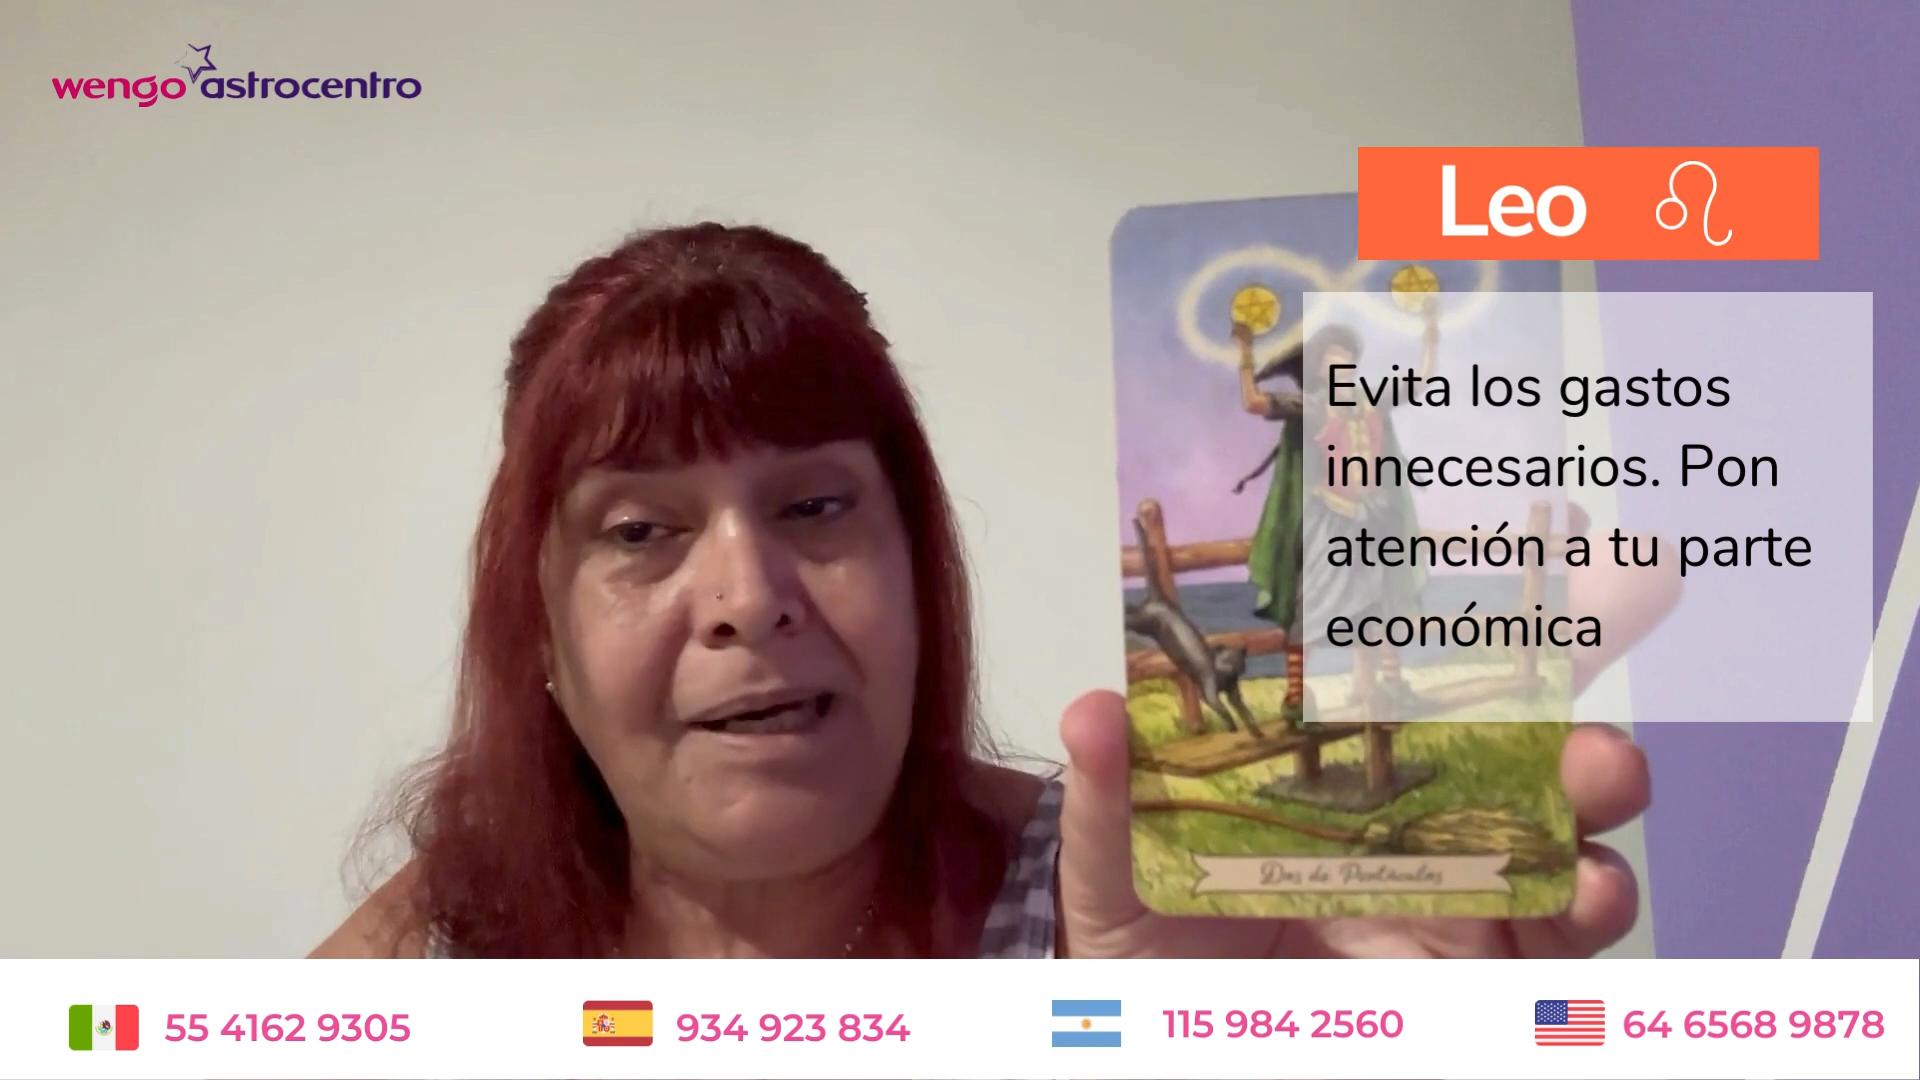 wengo astrocentro
Leo
Evita los gastos
innecesarios. Pon
atención a tu parte
económica
Dos de Pentáculos
55 4162 9305
934 923 834
115 984 2560
64 6568 9878